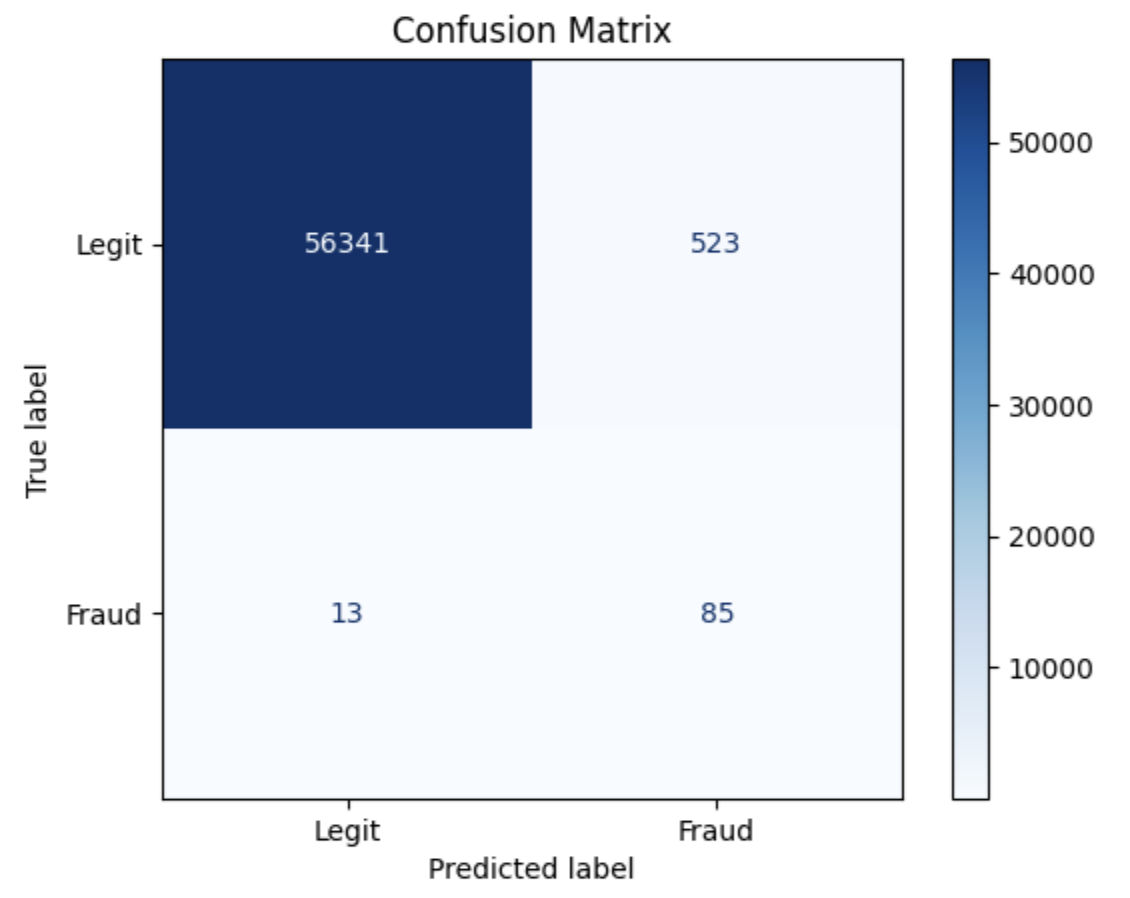 Confusion Matrix
Legit
56341
523
Fraud
13
85
True label
Legit
Fraud
Predicted label
50000
40000
30000
20000
10000